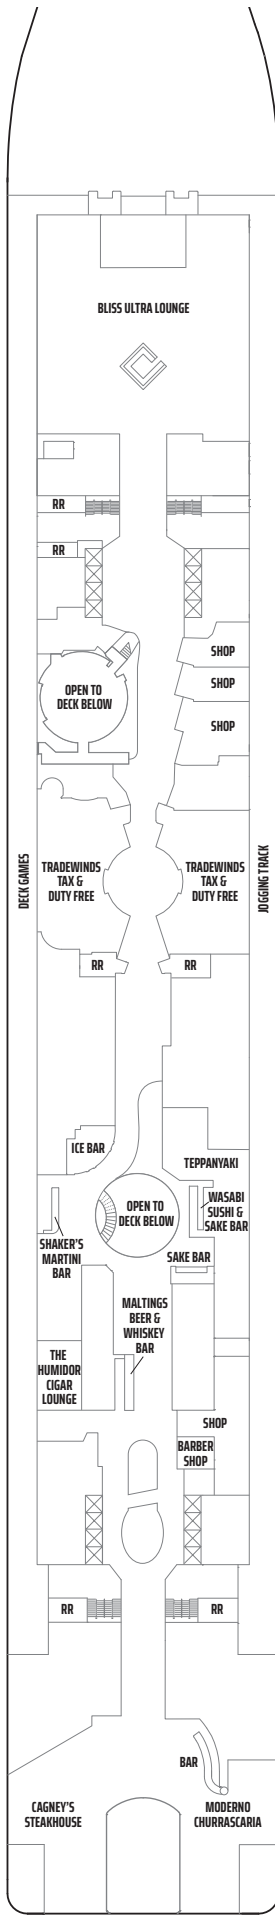 BLISS ULTRA LOUNGE
RR
RR
SHOP
SHOP
SHOP
OPEN TO
DECK BELOW
DECK GAMES
TRADEWINDS
TAX &
DUTY FREE
TRADEWINDS
TAX &
DUTY FREE
JOGGING TRACK
RR
RR
ICE BAR
TEPPANYAKI
OPEN TO
DECK BELOW
WASABI
SUSHI &
SAKE BAR
SHAKER'S
MARTINI
BAR
SAKE BAR
MALTINGS
BEER &
WHISKEY
BAR
THE
HUMIDOR
CIGAR
LOUNGE
SHOP
BARBER
SHOP
RR
RR
BAR
CAGNEY'S
STEAKHOUSE
MODERNO
CHURRASCARIA